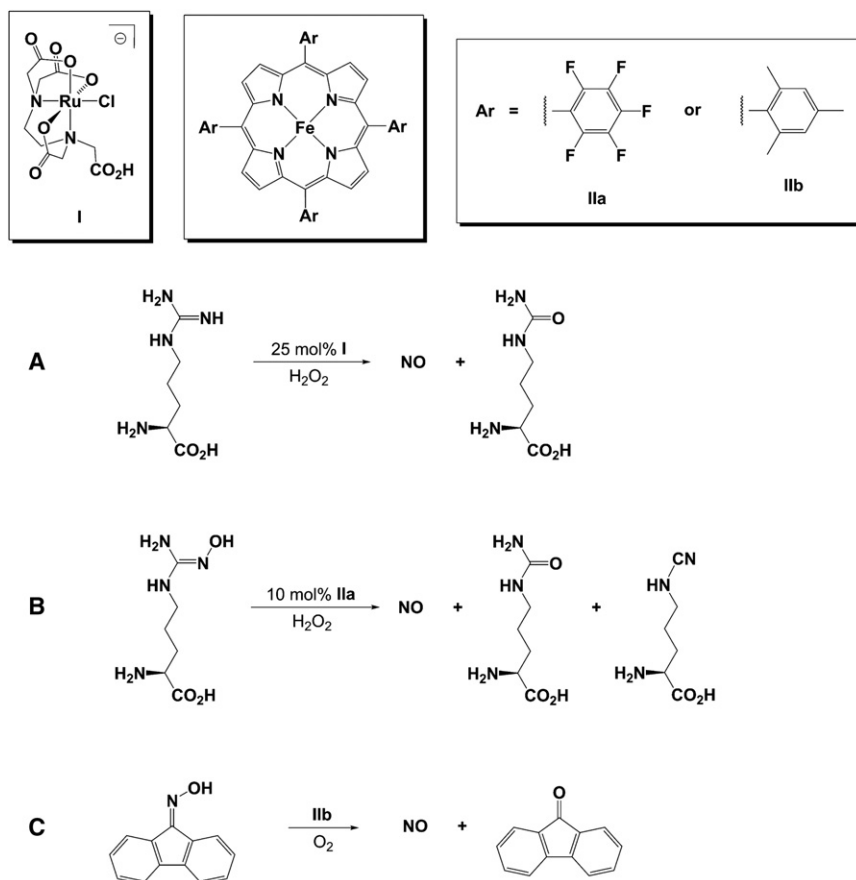 O
O
O
O
N
Ru
Cl
O
N
O
CO₂H
⊖
I
Ar
N
N
Ar
Fe
Ar
N
N
Ar
Ar = F F F F F or
IIa
IIb
A
H₂N
NH
HN
H₂N
CO₂H
25 mol% I
H₂O₂
NO +
H₂N
O
HN
H₂N
CO₂H
B
H₂N
OH
N
HN
H₂N
CO₂H
10 mol% IIa
H₂O₂
NO +
H₂N
O
HN
H₂N
CO₂H
+
CN
HN
H₂N
CO₂H
C
OH
N
IIb
O₂
NO +
O